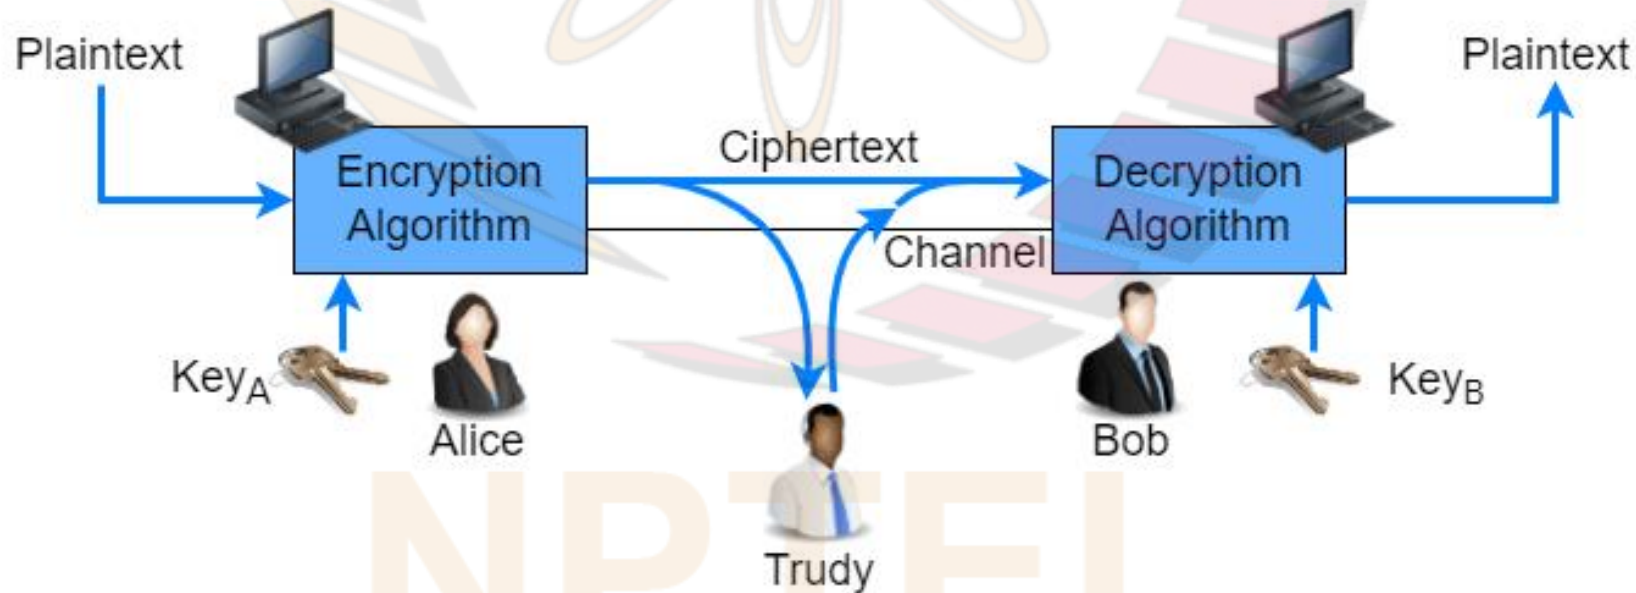 Plaintext
Plaintext
Ciphertext
Encryption
Algorithm
Decryption
Algorithm
Channel
KeyA
KeyB
Alice
Bob
Trudy
NPTEL